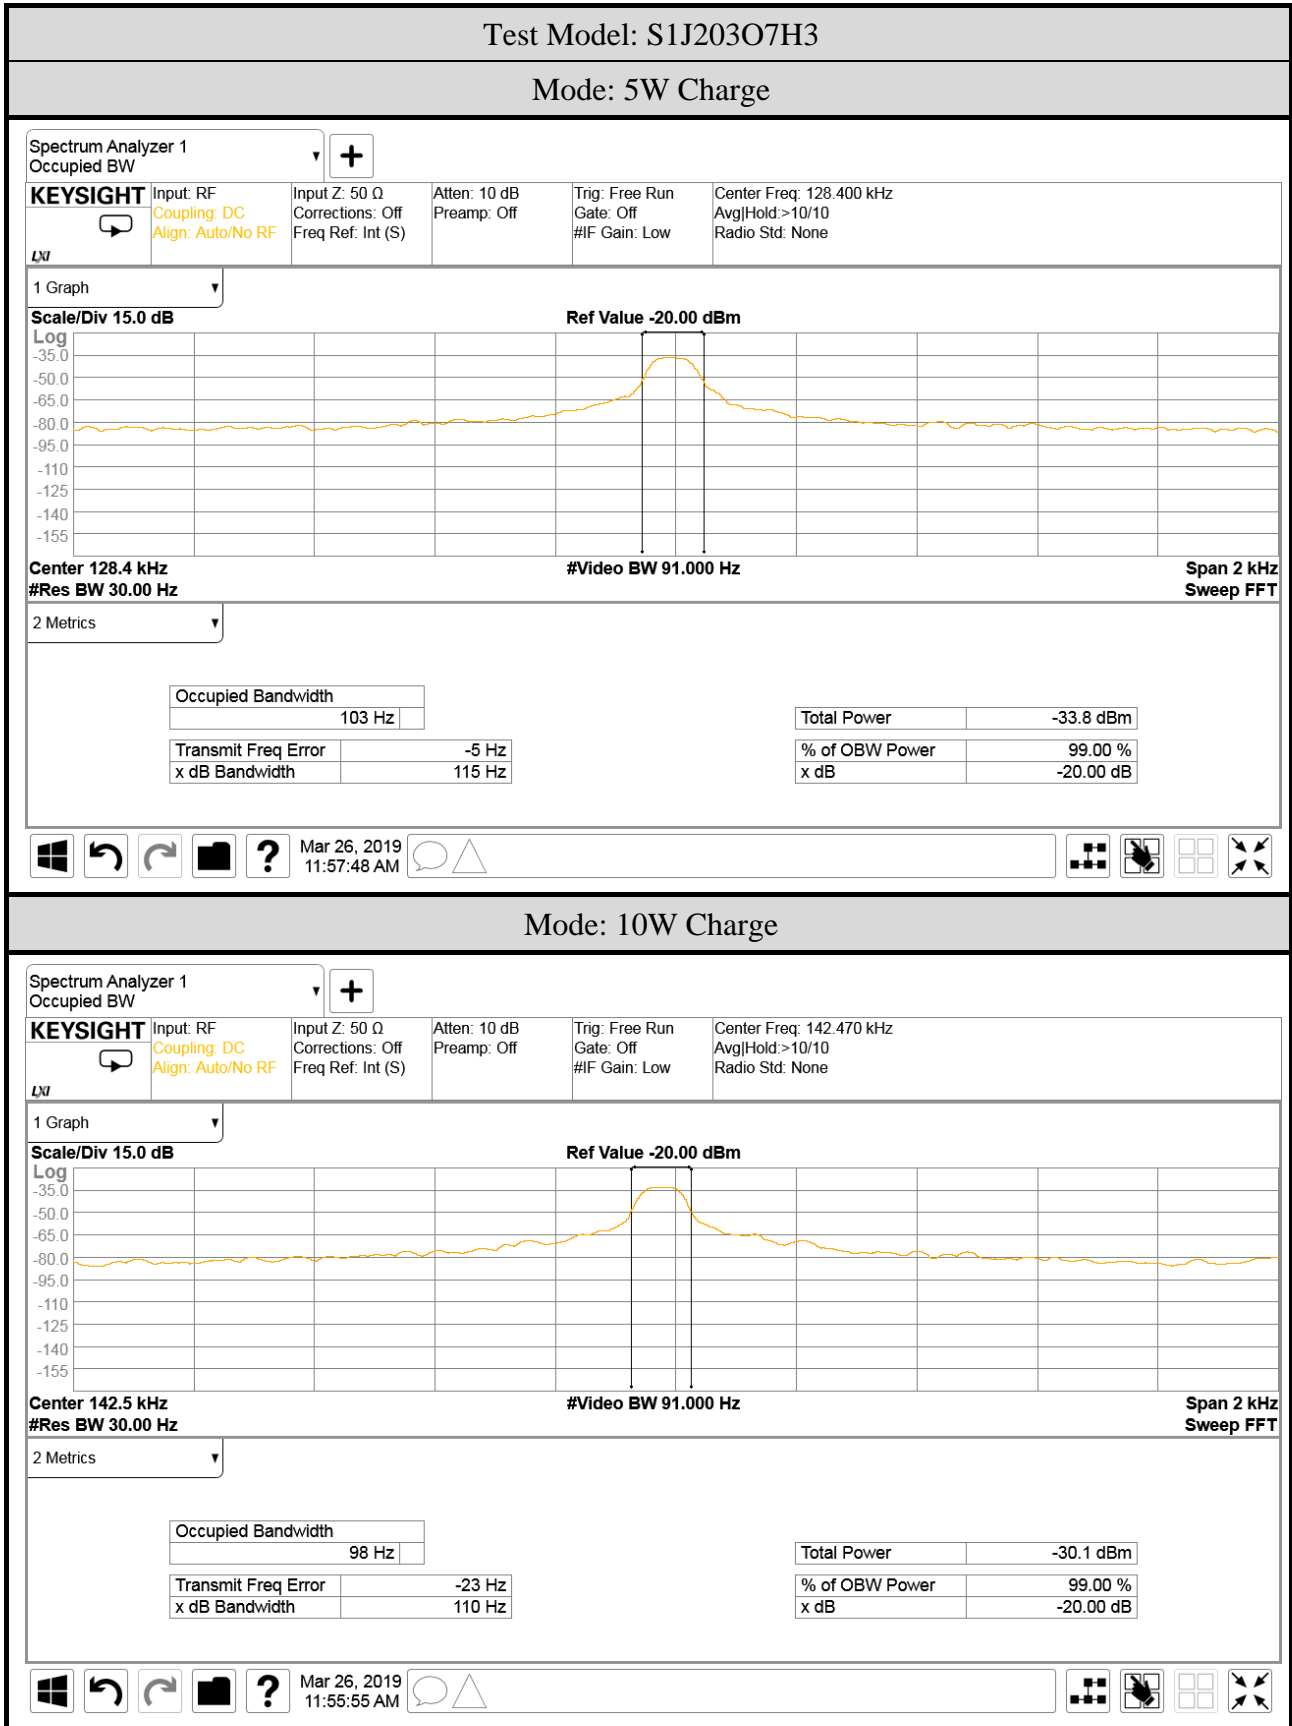 Test Model: S1J203O7H3
Mode: 5W Charge
Spectrum Analyzer 1
Occupied BW
KEYSIGHT
LXI
Input: RF
Coupling: DC
Align: Auto/No RF
Input Z: 50 Ω
Corrections: Off
Freq Ref: Int (S)
Atten: 10 dB
Preamp: Off
Trig: Free Run
Gate: Off
#IF Gain: Low
Center Freq: 128.400 kHz
Avg|Hold:>10/10
Radio Std: None
1 Graph
Scale/Div 15.0 dB
Ref Value -20.00 dBm
Log
-35.0
-50.0
-65.0
-80.0
-95.0
-110
-125
-140
-155
Center 128.4 kHz
#Video BW 91.000 Hz
Span 2 kHz
#Res BW 30.00 Hz
Sweep FFT
2 Metrics
Occupied Bandwidth
103 Hz
Total Power -33.8 dBm
Transmit Freq Error -5 Hz
% of OBW Power 99.00 %
x dB Bandwidth 115 Hz
x dB -20.00 dB
?
Mar 26, 2019
11:57:48 AM
Mode: 10W Charge
Spectrum Analyzer 1
Occupied BW
KEYSIGHT
LXI
Input: RF
Coupling: DC
Align: Auto/No RF
Input Z: 50 Ω
Corrections: Off
Freq Ref: Int (S)
Atten: 10 dB
Preamp: Off
Trig: Free Run
Gate: Off
#IF Gain: Low
Center Freq: 142.470 kHz
Avg|Hold:>10/10
Radio Std: None
1 Graph
Scale/Div 15.0 dB
Ref Value -20.00 dBm
Log
-35.0
-50.0
-65.0
-80.0
-95.0
-110
-125
-140
-155
Center 142.5 kHz
#Video BW 91.000 Hz
Span 2 kHz
#Res BW 30.00 Hz
Sweep FFT
2 Metrics
Occupied Bandwidth
98 Hz
Total Power -30.1 dBm
Transmit Freq Error -23 Hz
% of OBW Power 99.00 %
x dB Bandwidth 110 Hz
x dB -20.00 dB
?
Mar 26, 2019
11:55:55 AM